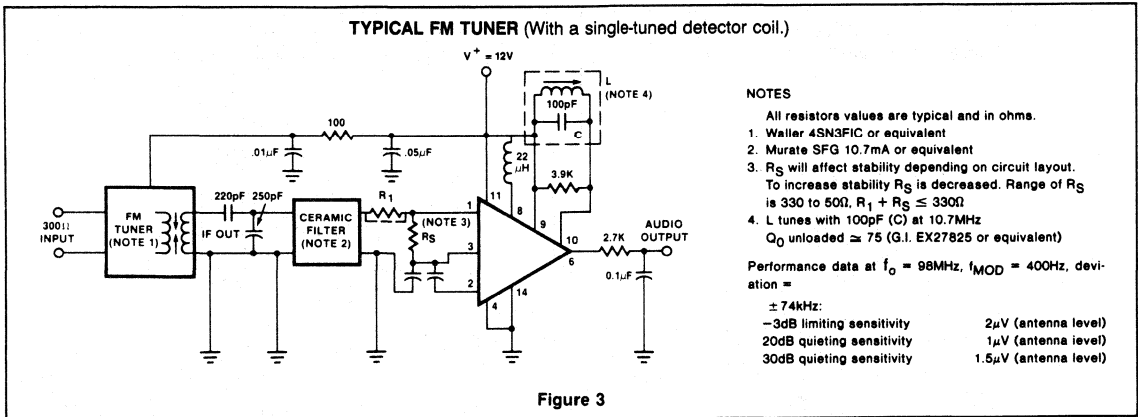 TYPICAL FM TUNER (With a single-tuned detector coil.)
V+ = 12V
L
(NOTE 4)
100pF
C
100
.01μF
.05μF
22
μH
3.9K
220pF
250pF
R1
11
8
9
(NOTE 3)
1
300Ω
INPUT
FM
TUNER
(NOTE 1)
IF OUT
CERAMIC
FILTER
(NOTE 2)
RS
3
2
10
6
2.7K
AUDIO
OUTPUT
0.1μF
14
4
NOTES
All resistors values are typical and in ohms.
1. Waller 4SN3FIC or equivalent
2. Murate SFG 10.7mA or equivalent
3. RS will affect stability depending on circuit layout.
To increase stability RS is decreased. Range of RS
is 330 to 50Ω, R1 + RS ≤ 330Ω
4. L tunes with 100pF (C) at 10.7MHz
QO unloaded ≃ 75 (G.I. EX27825 or equivalent)
Performance data at fo = 98MHz, fMOD = 400Hz, devi-
ation =
±74kHz:
−3dB limiting sensitivity 2μV (antenna level)
20dB quieting sensitivity 1μV (antenna level)
30dB quieting sensitivity 1.5μV (antenna level)
Figure 3